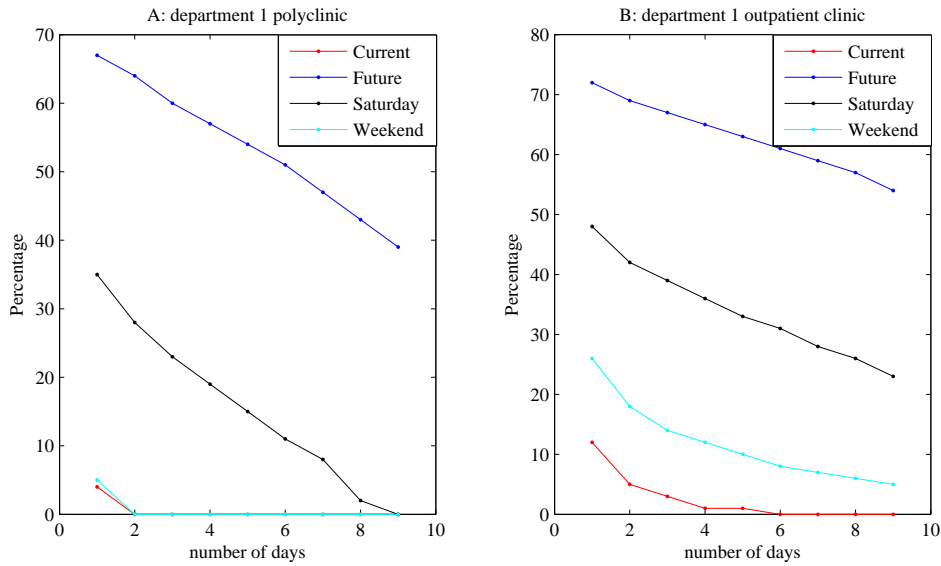 A: department 1 polyclinic
70
60
50
40
30
20
10
0
Percentage
0
2
4
6
8
10
number of days
Current
Future
Saturday
Weekend
B: department 1 outpatient clinic
80
70
60
50
40
30
20
10
0
Percentage
0
2
4
6
8
10
number of days
Current
Future
Saturday
Weekend